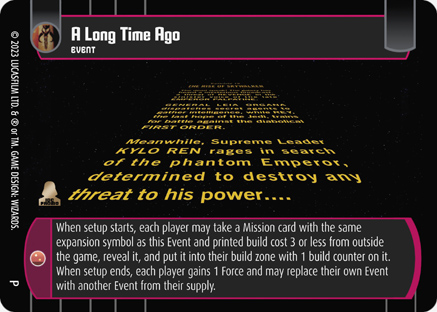 A Long Time Ago
EVENT
THE RISE OF SKYWALKER
GENERAL LEIA ORGANA
dispatches secret agents to
gather intelligence, while REY,
the last hope of the Jedi, trains
for battle against the diabolical
FIRST ORDER.
Meanwhile, Supreme Leader
KYLO REN rages in search
of the phantom Emperor,
determined to destroy any
threat to his power....
When setup starts, each player may take a Mission card with the same
expansion symbol as this Event and printed build cost 3 or less from outside
the game, reveal it, and put it into their build zone with 1 build counter on it.
When setup ends, each player gains 1 Force and may replace their own Event
with another Event from their supply.
© 2023 LUCASFILM LTD. & ® or TM. GAME DESIGN: WIZARDS.
P